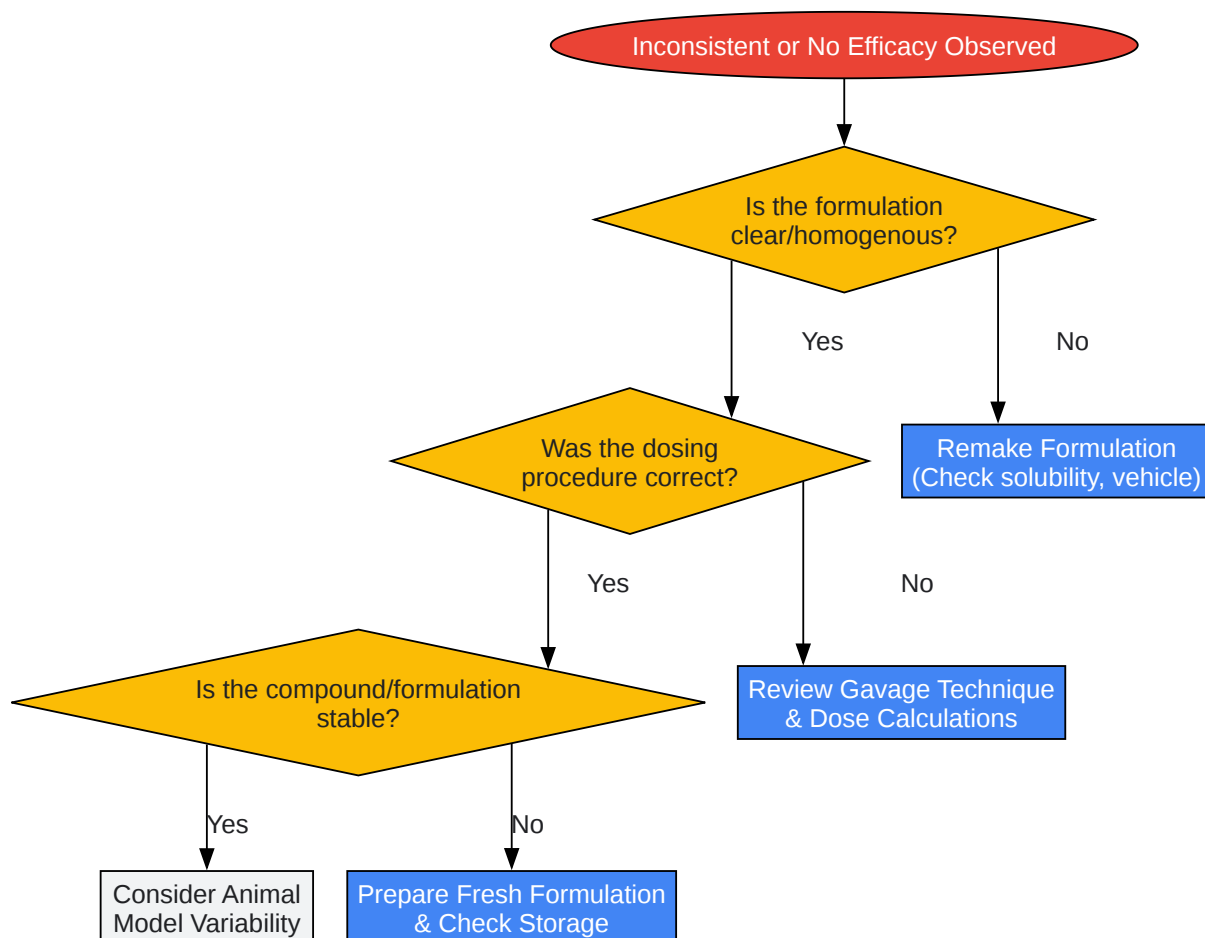 Inconsistent or No Efficacy Observed
Is the formulation
clear/homogenous?
Yes
No
Was the dosing
procedure correct?
Remake Formulation
(Check solubility, vehicle)
Yes
No
Is the compound/formulation
stable?
Review Gavage Technique
& Dose Calculations
Yes
No
Consider Animal
Model Variability
Prepare Fresh Formulation
& Check Storage